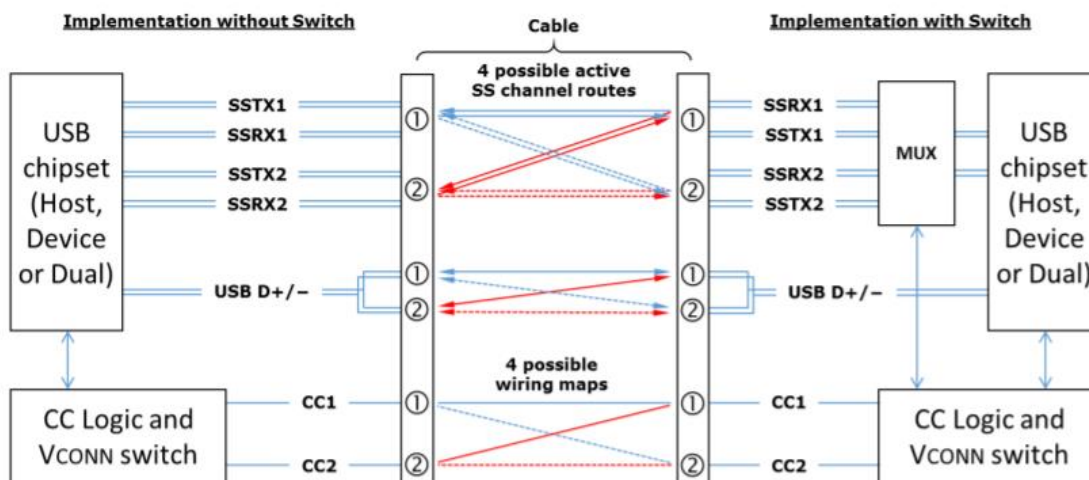 Implementation without Switch
Implementation with Switch
Cable
4 possible active
SS channel routes
USB
chipset
(Host,
Device
or Dual)
SSTX1
SSRX1
SSTX2
SSRX2
USB D+/−
①
②
①
②
①
②
①
②
SSRX1
SSTX1
SSRX2
SSTX2
USB D+/−
MUX
USB
chipset
(Host,
Device
or Dual)
4 possible
wiring maps
CC Logic and
VCONN switch
CC1
CC2
①
②
①
②
CC1
CC2
CC Logic and
VCONN switch